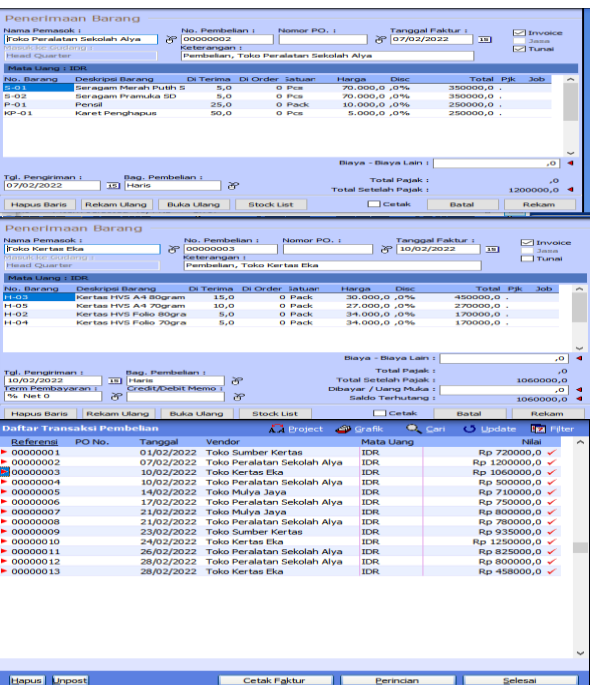 Penerimaan Barang
Nama Pemasok : No. Pembelian : Nomor PO. : Tanggal Faktur : Invoice
Toko Peralatan Sekolah Alya 00000002 07/02/2022 15 Jasa
Masuk ke Gudang : Keterangan : Tunai
Head Quarter Pembelian, Toko Peralatan Sekolah Alya
Mata Uang : IDR
No. Barang Deskripsi Barang Di Terima Di Order Satuan Harga Disc Total Pjk Job
S-01 Seragam Merah Putih S 5,0 0 Pcs 70.000,0 ,0% 350000,0 .
S-02 Seragam Pramuka SD 5,0 0 Pcs 70.000,0 ,0% 350000,0 .
P-01 Pensil 25,0 0 Pack 10.000,0 ,0% 250000,0 .
KP-01 Karet Penghapus 50,0 0 Pcs 5.000,0 ,0% 250000,0 .
Biaya - Biaya Lain : ,0
Tgl. Pengiriman : Bag. Pembelian : Total Pajak : ,0
07/02/2022 15 Haris Total Setelah Pajak : 1200000,0
Hapus Baris Rekam Ulang Buka Ulang Stock List Cetak Batal Rekam
Penerimaan Barang
Nama Pemasok : No. Pembelian : Nomor PO. : Tanggal Faktur : Invoice
Toko Kertas Eka 00000003 10/02/2022 15 Jasa
Masuk ke Gudang : Keterangan : Tunai
Head Quarter Pembelian, Toko Kertas Eka
Mata Uang : IDR
No. Barang Deskripsi Barang Di Terima Di Order Satuan Harga Disc Total Pjk Job
H-03 Kertas HVS A4 80gram 15,0 0 Pack 30.000,0 ,0% 450000,0 .
H-05 Kertas HVS A4 70gram 10,0 0 Pack 27.000,0 ,0% 270000,0 .
H-02 Kertas HVS Folio 80gra 5,0 0 Pack 34.000,0 ,0% 170000,0 .
H-04 Kertas HVS Folio 70gra 5,0 0 Pack 34.000,0 ,0% 170000,0 .
Biaya - Biaya Lain : ,0
Tgl. Pengiriman : Bag. Pembelian : Total Pajak : ,0
10/02/2022 15 Haris Total Setelah Pajak : 1060000,0
Term Pembayaran : Credit/Debit Memo : Dibayar / Uang Muka : ,0
% Net 0 Saldo Terhutang : 1060000,0
Hapus Baris Rekam Ulang Buka Ulang Stock List Cetak Batal Rekam
Daftar Transaksi Pembelian Project Grafik Cari Update Filter
Referensi PO No. Tanggal Vendor Mata Uang Nilai
00000001 01/02/2022 Toko Sumber Kertas IDR Rp 720000,0
00000002 07/02/2022 Toko Peralatan Sekolah Alya IDR Rp 1200000,0
00000003 10/02/2022 Toko Kertas Eka IDR Rp 1060000,0
00000004 10/02/2022 Toko Peralatan Sekolah Alya IDR Rp 500000,0
00000005 14/02/2022 Toko Mulya Jaya IDR Rp 710000,0
00000006 17/02/2022 Toko Peralatan Sekolah Alya IDR Rp 750000,0
00000007 21/02/2022 Toko Mulya Jaya IDR Rp 800000,0
00000008 21/02/2022 Toko Peralatan Sekolah Alya IDR Rp 780000,0
00000009 23/02/2022 Toko Sumber Kertas IDR Rp 935000,0
00000010 24/02/2022 Toko Kertas Eka IDR Rp 1250000,0
00000011 26/02/2022 Toko Peralatan Sekolah Alya IDR Rp 825000,0
00000012 28/02/2022 Toko Peralatan Sekolah Alya IDR Rp 800000,0
00000013 28/02/2022 Toko Kertas Eka IDR Rp 458000,0
Hapus Unpost Cetak Faktur Perincian Selesai